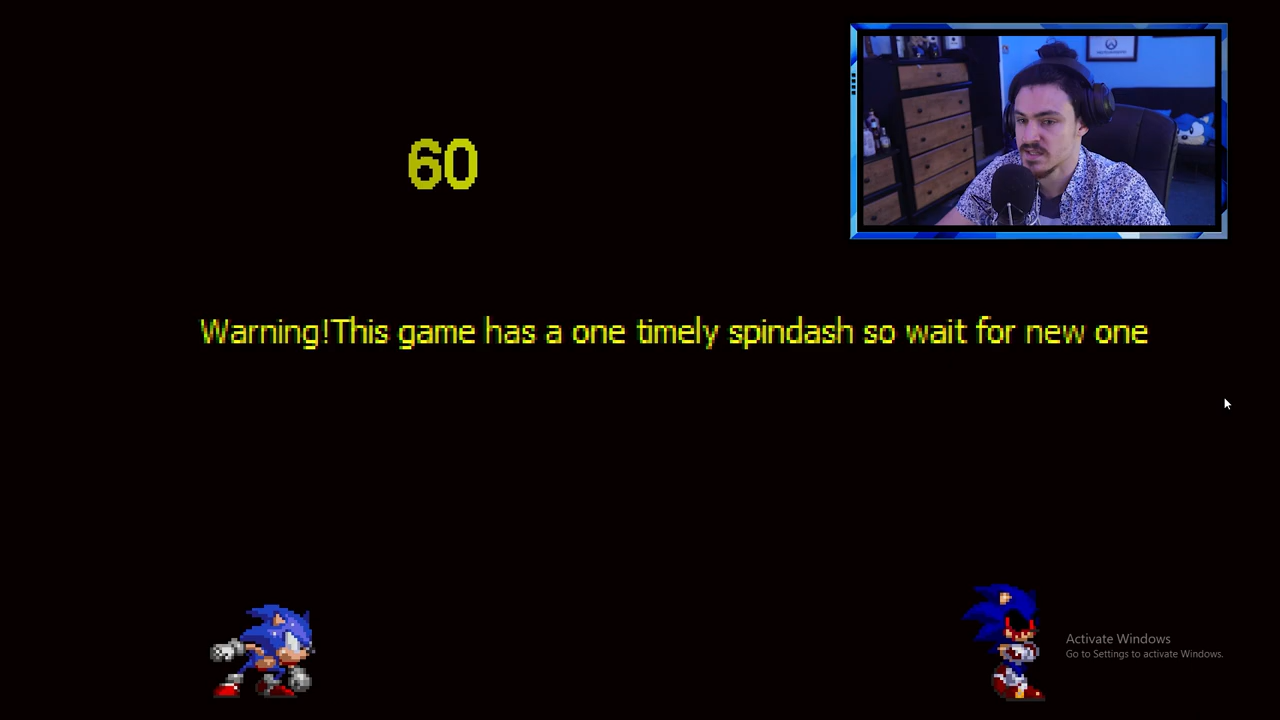 60
Warning!This game has a one timely spindash so wait for new one
Activate Windows
Go to Settings to activate Windows.